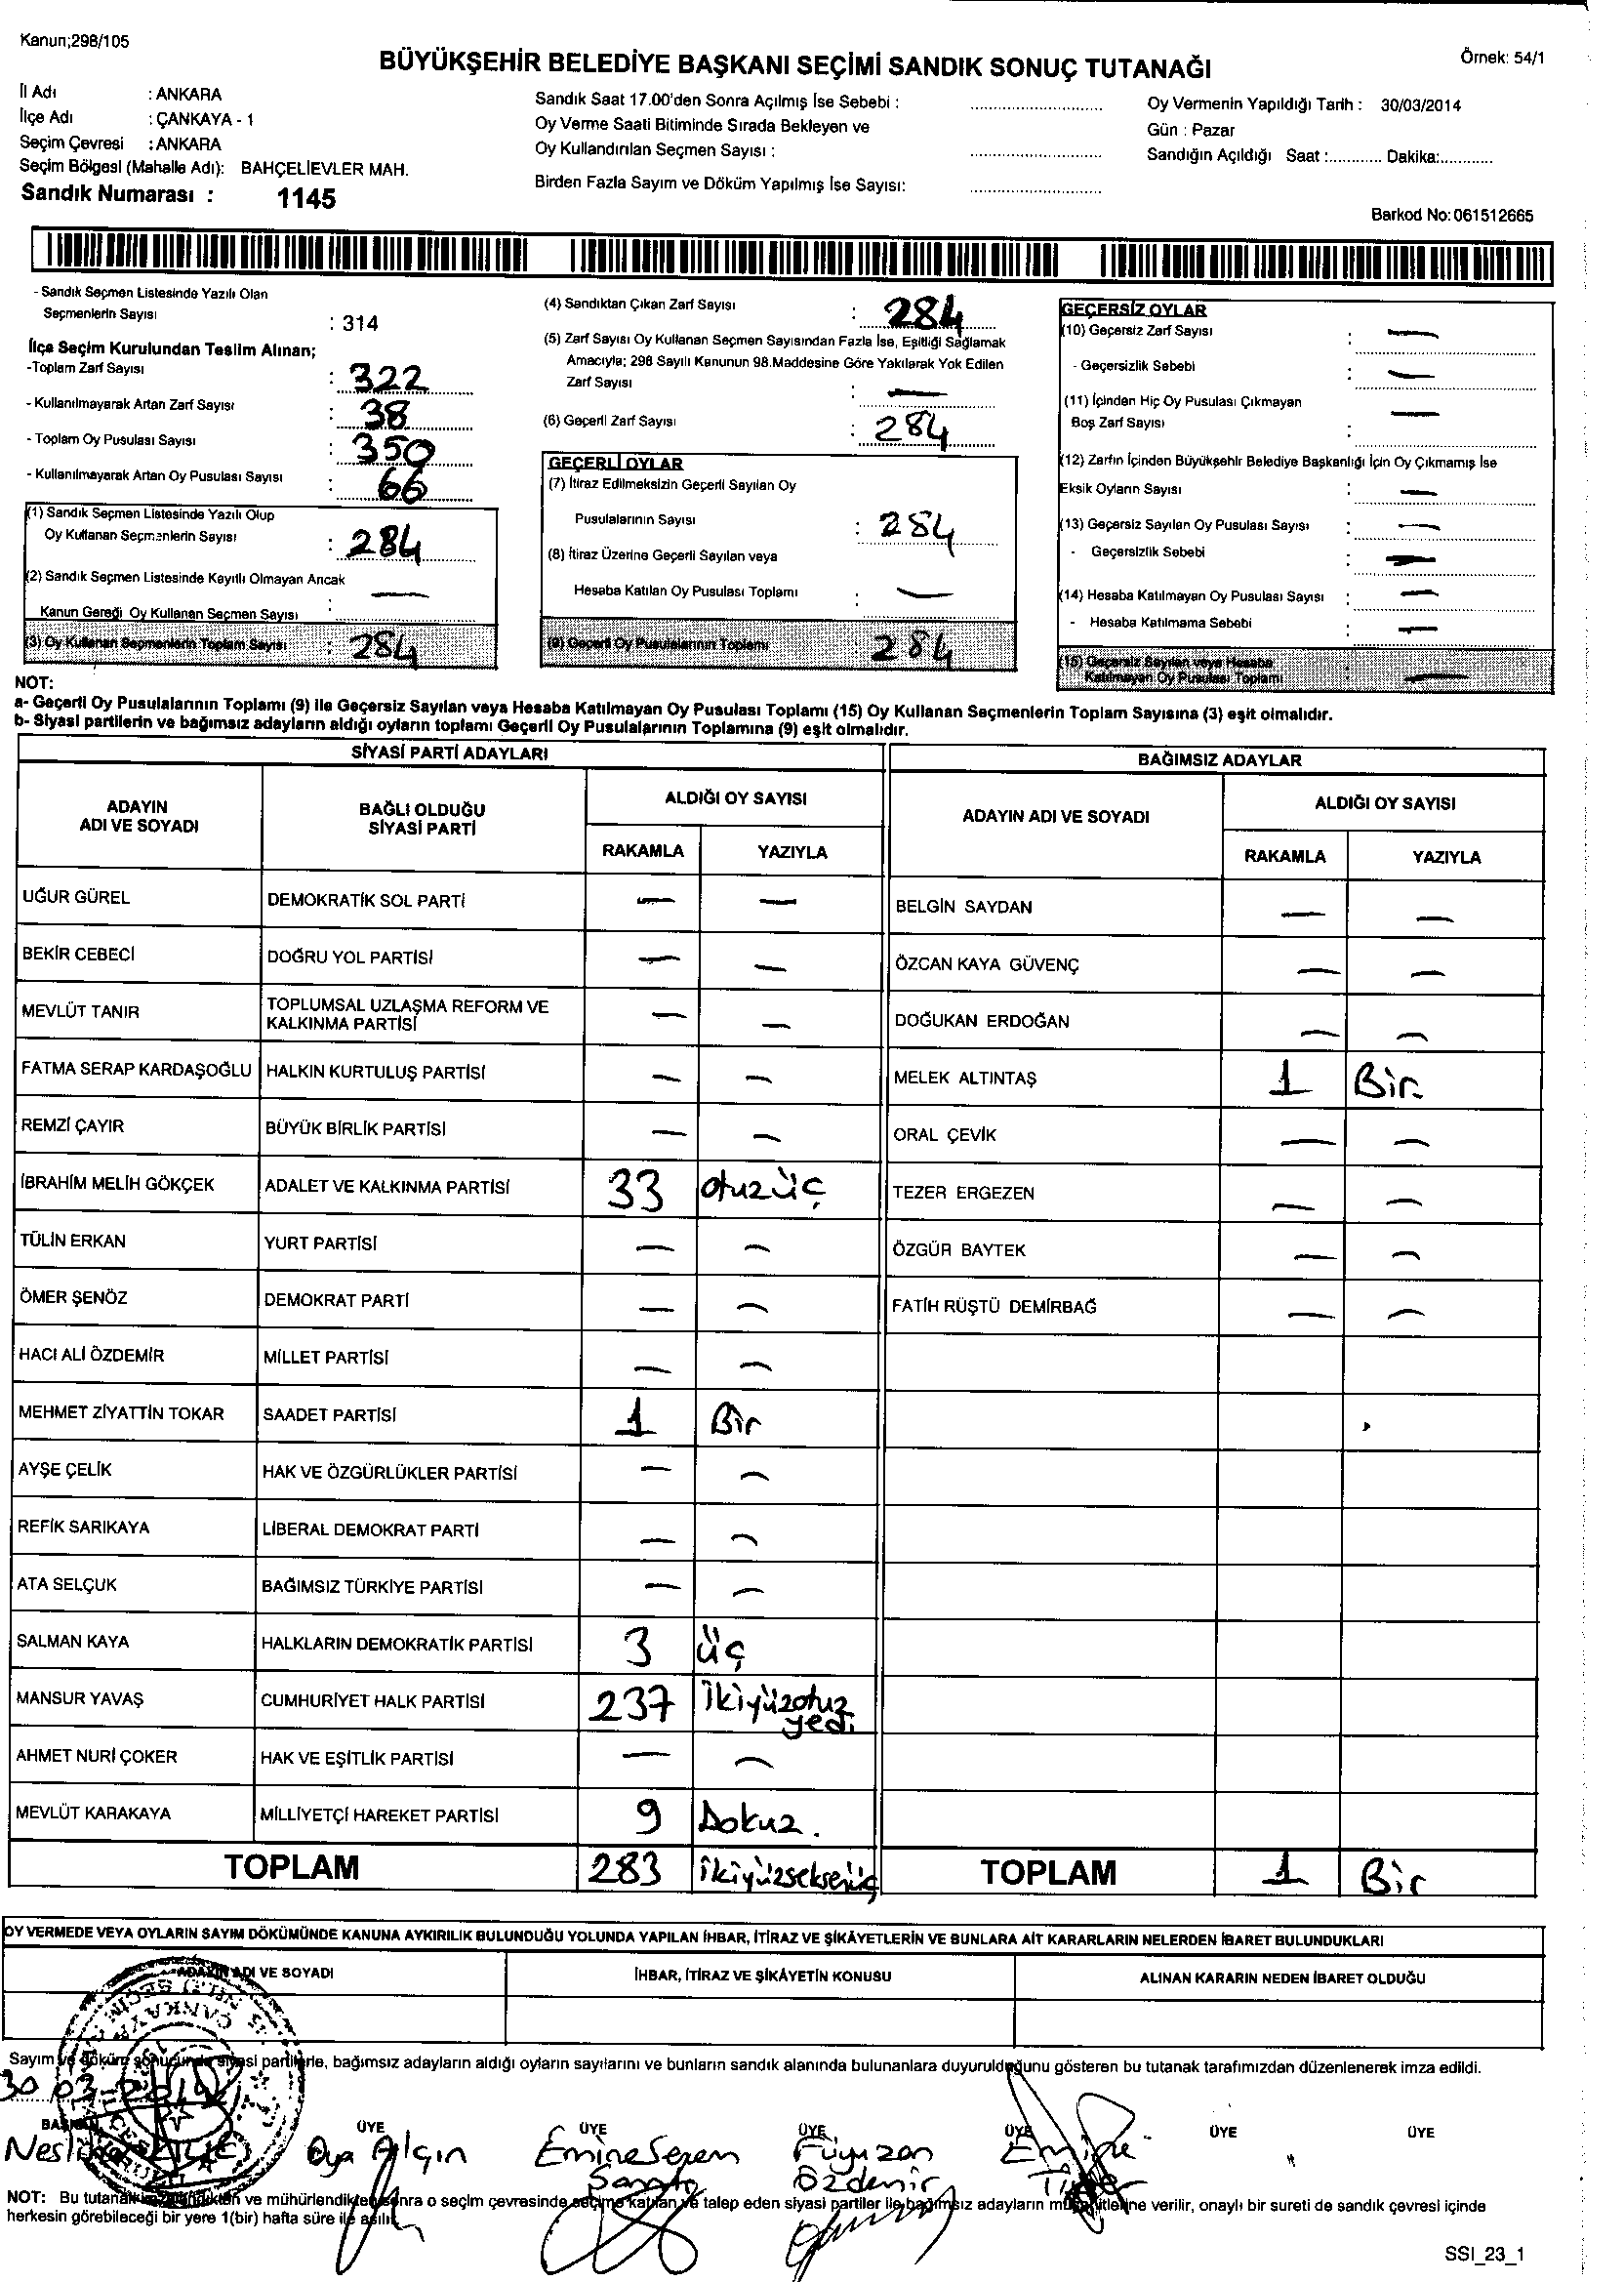 Kanun;298/105
BÜYÜKŞEHİR BELEDİYE BAŞKANI SEÇİMİ SANDIK SONUÇ TUTANAĞI
Örnek: 54/1
İl Adı : ANKARA
İlçe Adı : ÇANKAYA - 1
Seçim Çevresi : ANKARA
Seçim Bölgesi (Mahalle Adı): BAHÇELİEVLER MAH.
Sandık Numarası : 1145
Sandık Saat 17.00'den Sonra Açılmış İse Sebebi :
Oy Verme Saati Bitiminde Sırada Bekleyen ve
Oy Kullandırılan Seçmen Sayısı :
Birden Fazla Sayım ve Döküm Yapılmış İse Sayısı:
Oy Vermenin Yapıldığı Tarih : 30/03/2014
Gün : Pazar
Sandığın Açıldığı Saat :........... Dakika:...........
Barkod No: 061512665
- Sandık Seçmen Listesinde Yazılı Olan
Seçmenlerin Sayısı : 314
İlçe Seçim Kurulundan Teslim Alınan;
-Toplam Zarf Sayısı : 322
- Kullanılmayarak Artan Zarf Sayısı : 38
- Toplam Oy Pusulası Sayısı : 350
- Kullanılmayarak Artan Oy Pusulası Sayısı : 66
(1) Sandık Seçmen Listesinde Yazılı Olup
Oy Kullanan Seçmenlerin Sayısı : 284
(2) Sandık Seçmen Listesinde Kayıtlı Olmayan Ancak
Kanun Gereği Oy Kullanan Seçmen Sayısı : —
(3) Oy Kullanan Seçmenlerin Toplam Sayısı : 284
(4) Sandıktan Çıkan Zarf Sayısı : 284
(5) Zarf Sayısı Oy Kullanan Seçmen Sayısından Fazla İse, Eşitliği Sağlamak
Amacıyla; 298 Sayılı Kanunun 98.Maddesine Göre Yakılarak Yok Edilen
Zarf Sayısı : —
(6) Geçerli Zarf Sayısı : 284
GEÇERLİ OYLAR
(7) İtiraz Edilmeksizin Geçerli Sayılan Oy
Pusulalarının Sayısı : 284
(8) İtiraz Üzerine Geçerli Sayılan veya
Hesaba Katılan Oy Pusulası Toplamı : —
(9) Geçerli Oy Pusulalarının Toplamı : 284
GEÇERSİZ OYLAR
(10) Geçersiz Zarf Sayısı : —
- Geçersizlik Sebebi : —
(11) İçinden Hiç Oy Pusulası Çıkmayan
Boş Zarf Sayısı : —
(12) Zarfın İçinden Büyükşehir Belediye Başkanlığı İçin Oy Çıkmamış İse
Eksik Oyların Sayısı : —
(13) Geçersiz Sayılan Oy Pusulası Sayısı : —
- Geçersizlik Sebebi : —
(14) Hesaba Katılmayan Oy Pusulası Sayısı : —
- Hesaba Katılmama Sebebi : —
(15) Geçersiz Sayılan veya Hesaba
Katılmayan Oy Pusulası Toplamı : —
NOT:
a- Geçerli Oy Pusulalarının Toplamı (9) ile Geçersiz Sayılan veya Hesaba Katılmayan Oy Pusulası Toplamı (15) Oy Kullanan Seçmenlerin Toplam Sayısına (3) eşit olmalıdır.
b- Siyasi partilerin ve bağımsız adayların aldığı oyların toplamı Geçerli Oy Pusulalarının Toplamına (9) eşit olmalıdır.
SİYASİ PARTİ ADAYLARI
ADAYIN ADI VE SOYADI
BAĞLI OLDUĞU SİYASİ PARTİ
ALDIĞI OY SAYISI
RAKAMLA YAZIYLA
UĞUR GÜREL DEMOKRATİK SOL PARTİ — —
BEKİR CEBECİ DOĞRU YOL PARTİSİ — —
MEVLÜT TANIR TOPLUMSAL UZLAŞMA REFORM VE KALKINMA PARTİSİ — —
FATMA SERAP KARDAŞOĞLU HALKIN KURTULUŞ PARTİSİ — —
REMZİ ÇAYIR BÜYÜK BİRLİK PARTİSİ — —
İBRAHİM MELİH GÖKÇEK ADALET VE KALKINMA PARTİSİ 33 otuzüç
TÜLİN ERKAN YURT PARTİSİ — —
ÖMER ŞENÖZ DEMOKRAT PARTİ — —
HACI ALİ ÖZDEMİR MİLLET PARTİSİ — —
MEHMET ZİYATTİN TOKAR SAADET PARTİSİ 1 Bir
AYŞE ÇELİK HAK VE ÖZGÜRLÜKLER PARTİSİ — —
REFİK SARIKAYA LİBERAL DEMOKRAT PARTİ — —
ATA SELÇUK BAĞIMSIZ TÜRKİYE PARTİSİ — —
SALMAN KAYA HALKLARIN DEMOKRATİK PARTİSİ 3 üç
MANSUR YAVAŞ CUMHURİYET HALK PARTİSİ 237 ikiyüzotuz yedi
AHMET NURİ ÇOKER HAK VE EŞİTLİK PARTİSİ — —
MEVLÜT KARAKAYA MİLLİYETÇİ HAREKET PARTİSİ 9 Dokuz.
TOPLAM 283 ikiyüzseksenüç
BAĞIMSIZ ADAYLAR
ADAYIN ADI VE SOYADI
ALDIĞI OY SAYISI
RAKAMLA YAZIYLA
BELGİN SAYDAN — —
ÖZCAN KAYA GÜVENÇ — —
DOĞUKAN ERDOĞAN — —
MELEK ALTINTAŞ 1 Bir.
ORAL ÇEVİK — —
TEZER ERGEZEN — —
ÖZGÜR BAYTEK — —
FATİH RÜŞTÜ DEMİRBAĞ — —
TOPLAM 1 Bir
OY VERMEDE VEYA OYLARIN SAYIM DÖKÜMÜNDE KANUNA AYKIRILIK BULUNDUĞU YOLUNDA YAPILAN İHBAR, İTİRAZ VE ŞİKÂYETLERİN VE BUNLARA AİT KARARLARIN NELERDEN İBARET BULUNDUKLARI
ADAYIN ADI VE SOYADI
İHBAR, İTİRAZ VE ŞİKÂYETİN KONUSU
ALINAN KARARIN NEDEN İBARET OLDUĞU
Sayım ve döküm sonucunda siyasi partilerle, bağımsız adayların aldığı oyların sayılarını ve bunların sandık alanında bulunanlara duyurulduğunu gösteren bu tutanak tarafımızdan düzenlenerek imza edildi.
30 03 2014
BAŞKAN ÜYE ÜYE ÜYE ÜYE ÜYE ÜYE
Oya Alçın
Emine Sezen
Füyuzan Özdemir
Emine
NOT: Bu tutanak ve mühürlendikten sonra o seçim çevresinde seçime katılan ve talep eden siyasi partiler ile bağımsız adayların müşahitlerine verilir, onaylı bir sureti de sandık çevresi içinde
herkesin görebileceği bir yere 1(bir) hafta süre ile asılır.
SSI_23_1